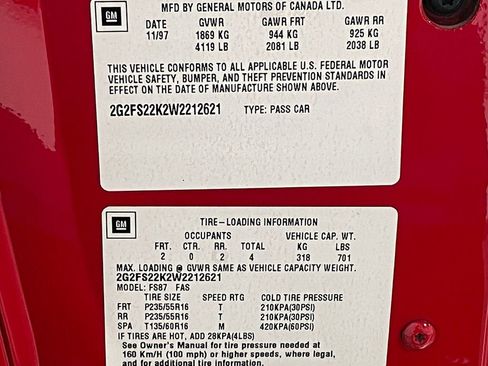 MFD BY GENERAL MOTORS OF CANADA LTD.
GM
DATE GVWR GAWR FRT GAWR RR
11/97 1869 KG 944 KG 925 KG
4119 LB 2081 LB 2038 LB
THIS VEHICLE CONFORMS TO ALL APPLICABLE U.S. FEDERAL MOTOR
VEHICLE SAFETY, BUMPER, AND THEFT PREVENTION STANDARDS IN
EFFECT ON THE DATE OF MANUFACTURE SHOWN ABOVE.
2G2FS22K2W2212621 TYPE: PASS CAR
GM
TIRE-LOADING INFORMATION
OCCUPANTS VEHICLE CAP. WT.
FRT. CTR. RR. TOTAL KG LBS
2 0 2 4 318 701
MAX. LOADING @ GVWR SAME AS VEHICLE CAPACITY WEIGHT.
2G2FS22K2W2212621
MODEL: FS87 FAS
TIRE SIZE SPEED RTG COLD TIRE PRESSURE
FRT P235/55R16 T 210KPA(30PSI)
RR P235/55R16 T 210KPA(30PSI)
SPA T135/60R16 M 420KPA(60PSI)
IF TIRES ARE HOT, ADD 28KPA(4LBS)
See Owner's Manual for tire pressure needed at
160 Km/H (100 mph) or higher speeds, where legal,
and for additional tire information.